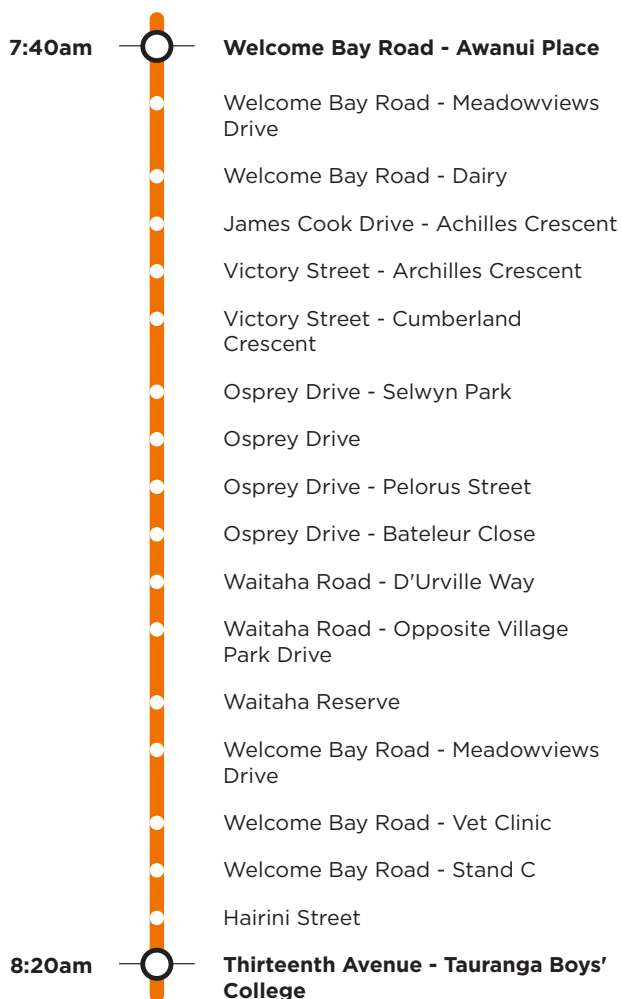 7:40am Welcome Bay Road - Awanui Place
Welcome Bay Road - Meadowviews
Drive
Welcome Bay Road - Dairy
James Cook Drive - Achilles Crescent
Victory Street - Archilles Crescent
Victory Street - Cumberland
Crescent
Osprey Drive - Selwyn Park
Osprey Drive
Osprey Drive - Pelorus Street
Osprey Drive - Bateleur Close
Waitaha Road - D'Urville Way
Waitaha Road - Opposite Village
Park Drive
Waitaha Reserve
Welcome Bay Road - Meadowviews
Drive
Welcome Bay Road - Vet Clinic
Welcome Bay Road - Stand C
Hairini Street
8:20am Thirteenth Avenue - Tauranga Boys'
College